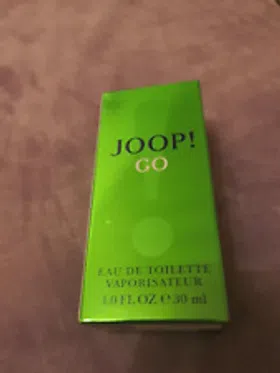 JOOP!
GO
EAU DE TOILETTE
VAPORISATEUR
1.0 FL.OZ ℮ 30 ml